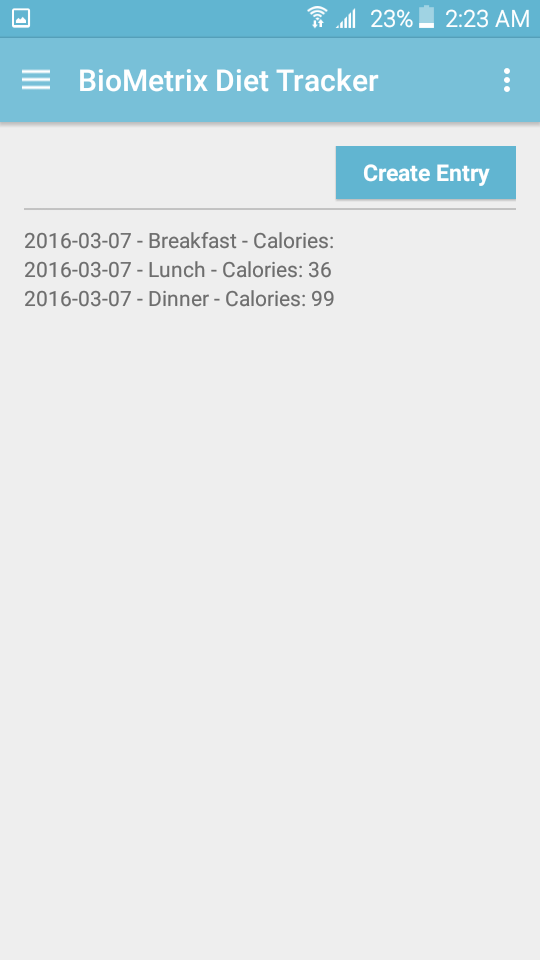 23% 2:23 AM
BioMetrix Diet Tracker
Create Entry
2016-03-07 - Breakfast - Calories:
2016-03-07 - Lunch - Calories: 36
2016-03-07 - Dinner - Calories: 99